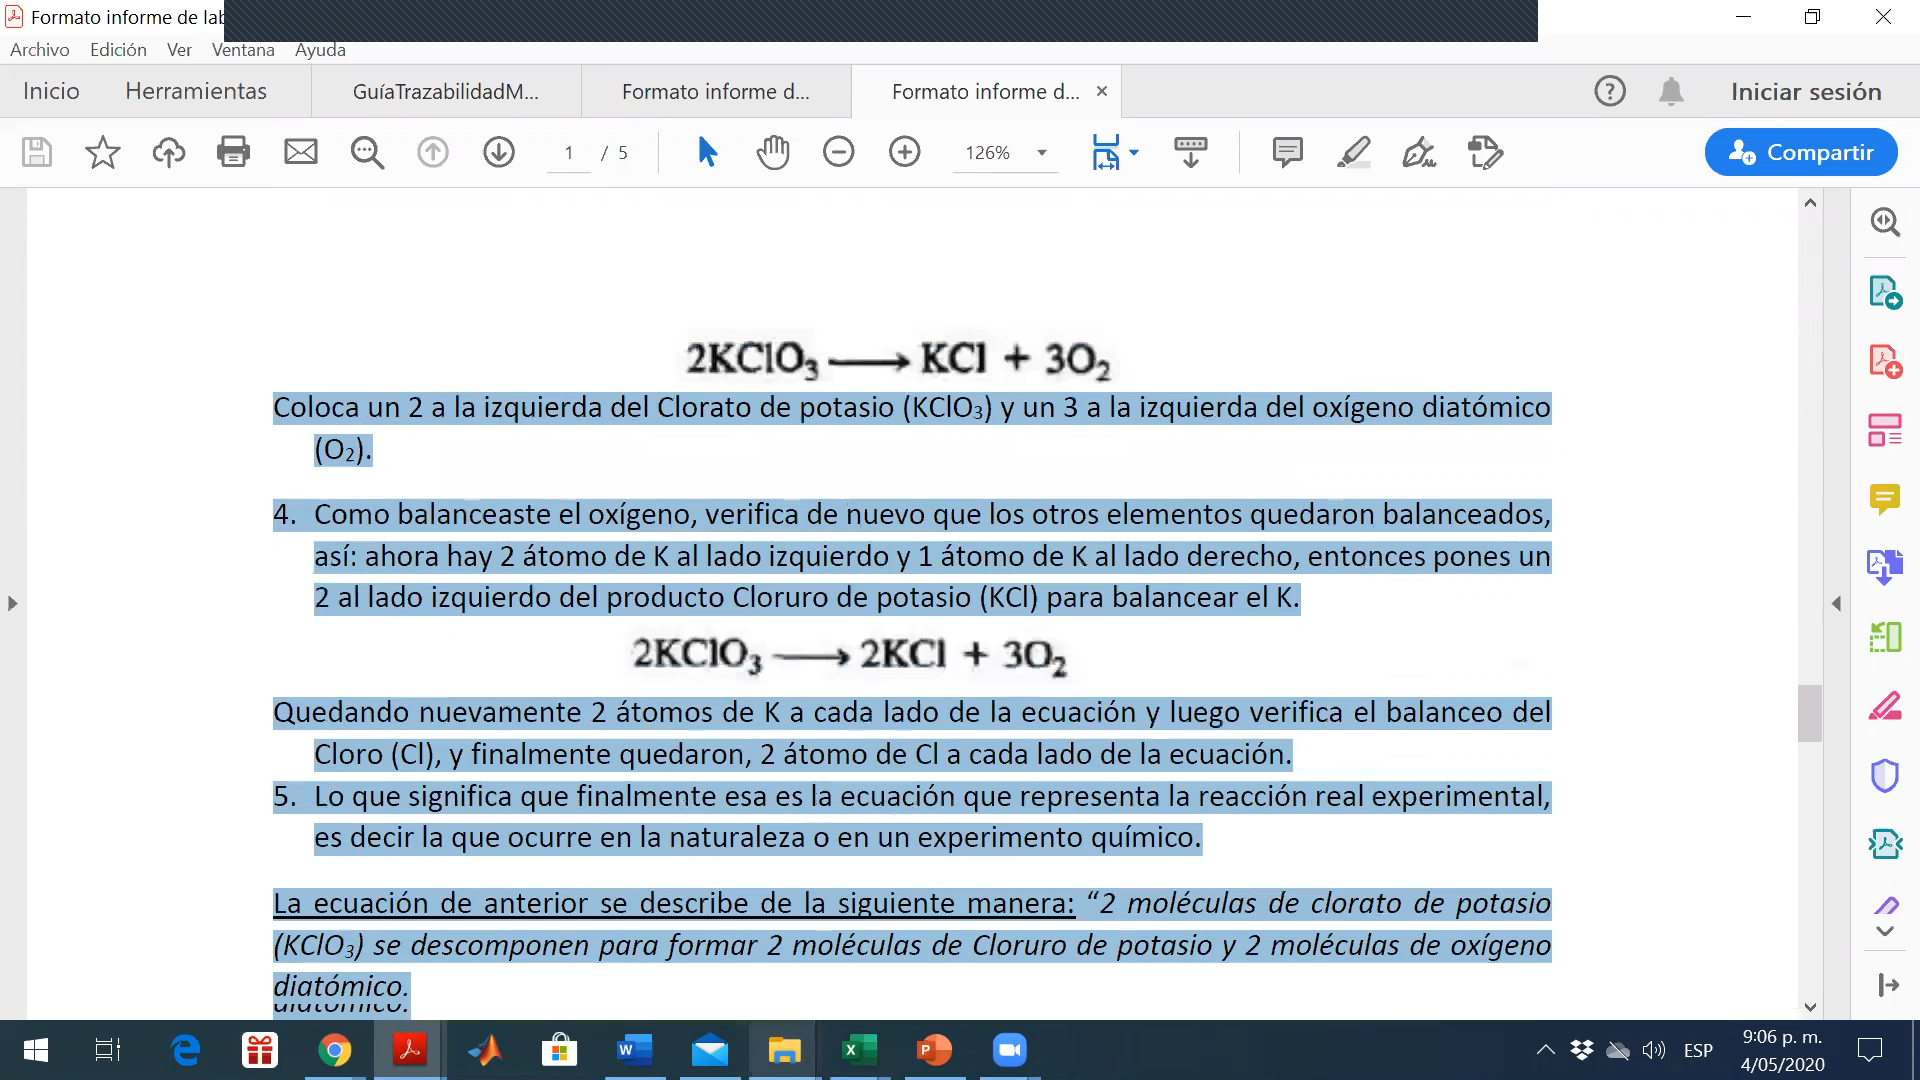 Formato informe de lab
Archivo Edición Ver Ventana Ayuda
Inicio Herramientas GuíaTrazabilidadM... Formato informe d... Formato informe d... × Iniciar sesión
1 / 5 126% Compartir
2KClO₃ ⟶ KCl + 3O₂
Coloca un 2 a la izquierda del Clorato de potasio (KClO₃) y un 3 a la izquierda del oxígeno diatómico
(O₂).
4. Como balanceaste el oxígeno, verifica de nuevo que los otros elementos quedaron balanceados,
así: ahora hay 2 átomo de K al lado izquierdo y 1 átomo de K al lado derecho, entonces pones un
2 al lado izquierdo del producto Cloruro de potasio (KCl) para balancear el K.
2KClO₃ ⟶ 2KCl + 3O₂
Quedando nuevamente 2 átomos de K a cada lado de la ecuación y luego verifica el balanceo del
Cloro (Cl), y finalmente quedaron, 2 átomo de Cl a cada lado de la ecuación.
5. Lo que significa que finalmente esa es la ecuación que representa la reacción real experimental,
es decir la que ocurre en la naturaleza o en un experimento químico.
La ecuación de anterior se describe de la siguiente manera: “2 moléculas de clorato de potasio
(KClO₃) se descomponen para formar 2 moléculas de Cloruro de potasio y 2 moléculas de oxígeno
diatómico.
ESP 9:06 p. m.
4/05/2020